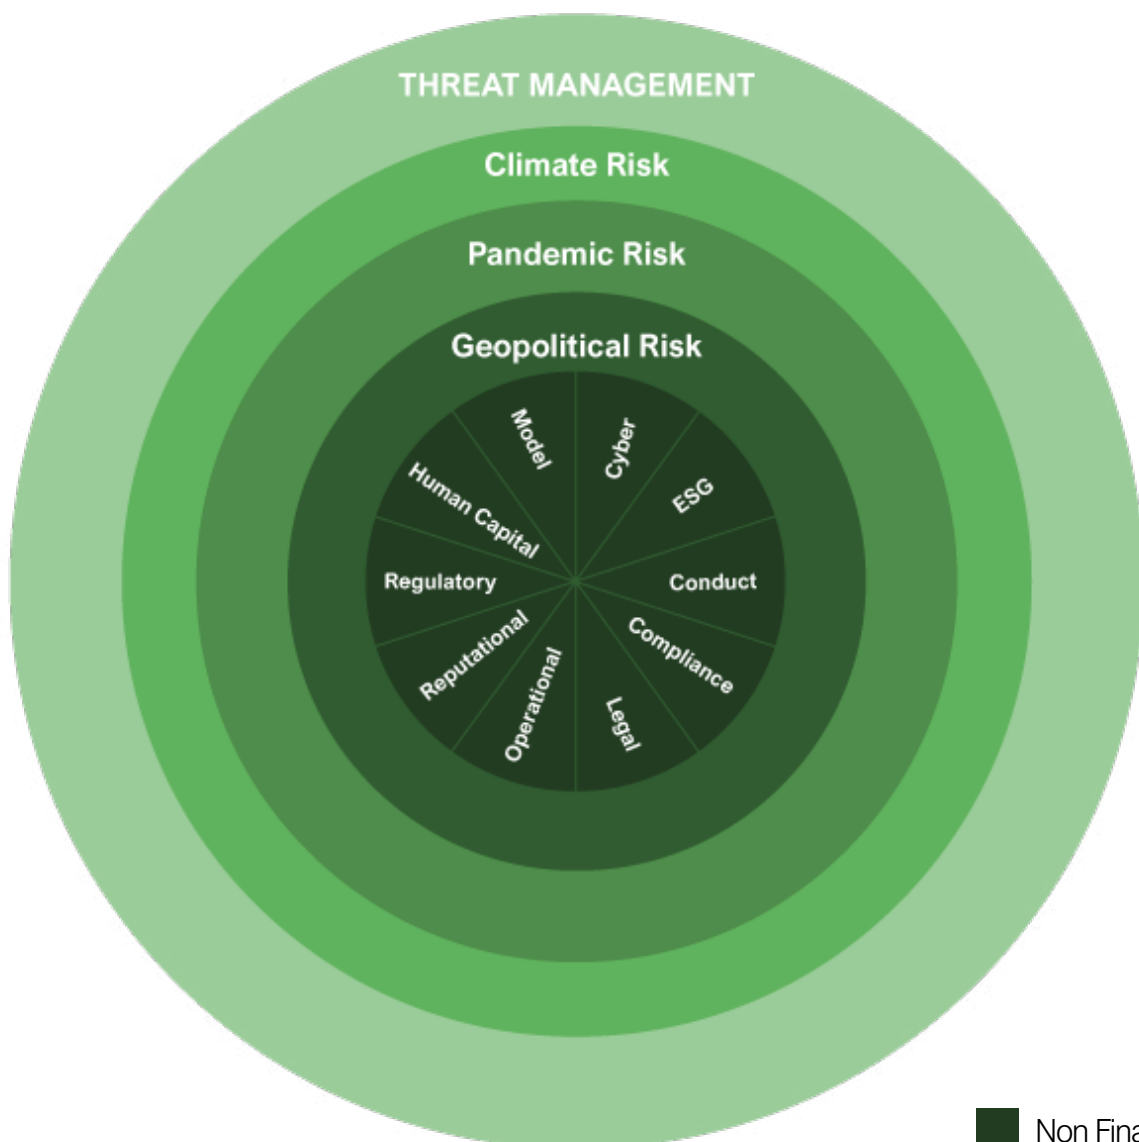 THREAT MANAGEMENT
Climate Risk
Pandemic Risk
Geopolitical Risk
Model
Cyber
Human Capital
ESG
Regulatory
Conduct
Reputational
Compliance
Operational
Legal
Non